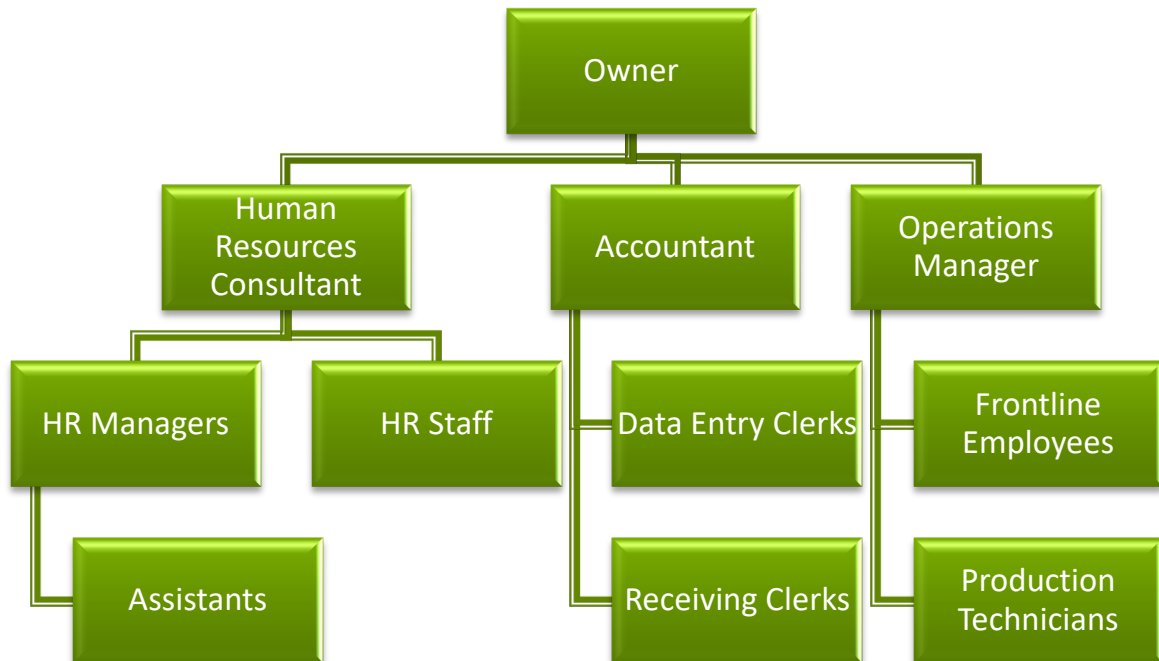 Owner
Human
Resources
Consultant
Accountant
Operations
Manager
HR Managers
HR Staff
Data Entry Clerks
Frontline
Employees
Assistants
Receiving Clerks
Production
Technicians